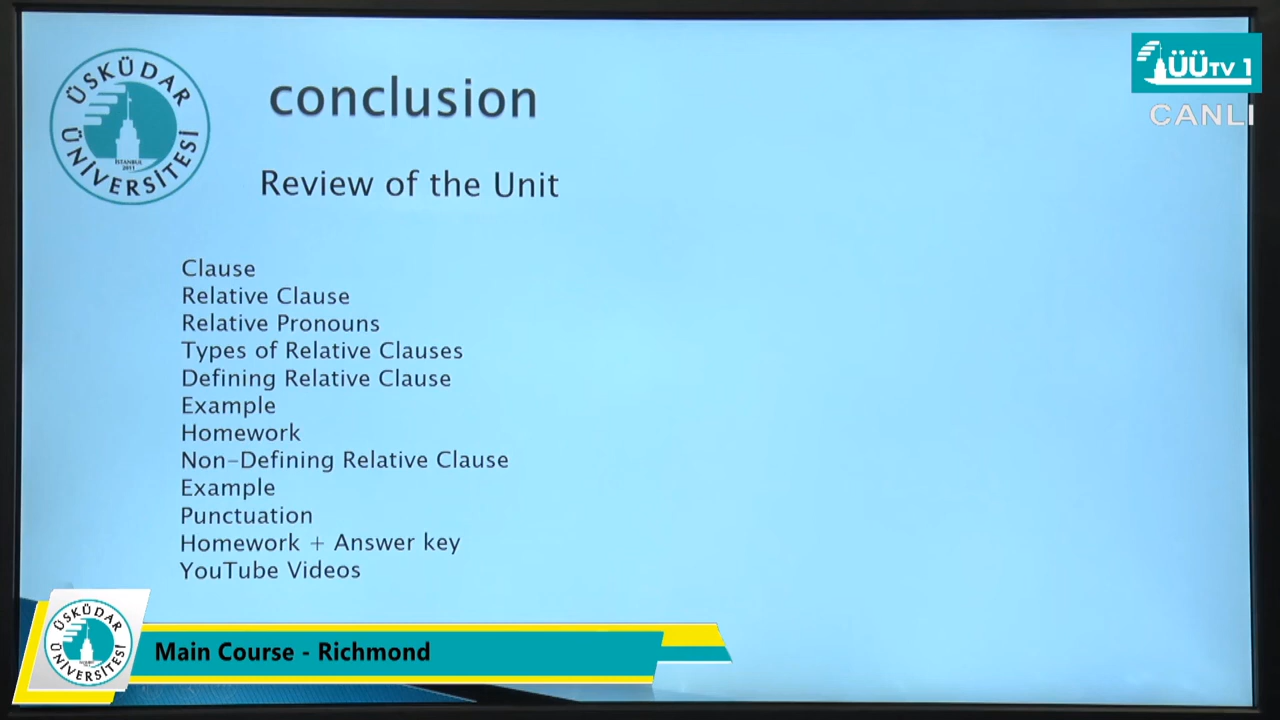 ÜSKÜDAR
ÜNİVERSİTESİ
İSTANBUL
2011
conclusion
Review of the Unit
Clause
Relative Clause
Relative Pronouns
Types of Relative Clauses
Defining Relative Clause
Example
Homework
Non-Defining Relative Clause
Example
Punctuation
Homework + Answer key
YouTube Videos
ÜÜTV 1
CANLI
ÜSKÜDAR
ÜNİVERSİTESİ
Main Course - Richmond